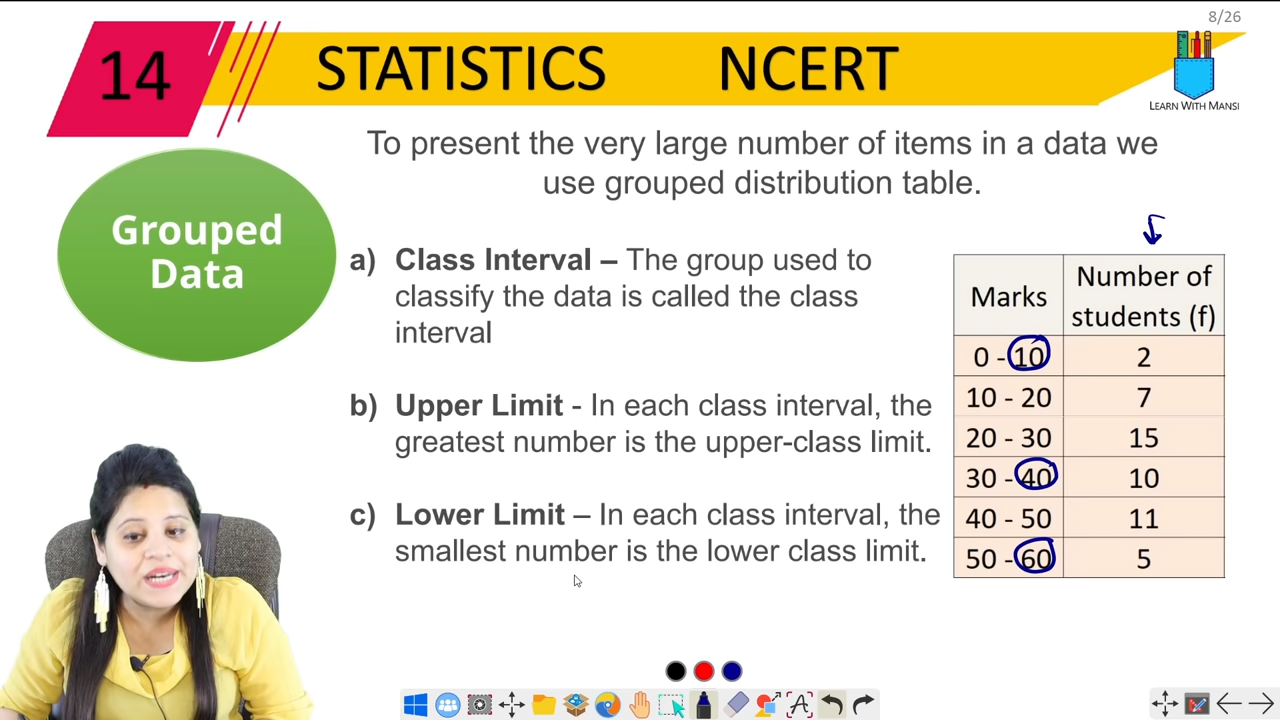 8/26
14
STATISTICS NCERT
LEARN WITH MANSI
To present the very large number of items in a data we
use grouped distribution table.
Grouped
Data
a) Class Interval – The group used to
classify the data is called the class
interval
b) Upper Limit - In each class interval, the
greatest number is the upper-class limit.
c) Lower Limit – In each class interval, the
smallest number is the lower class limit.
Marks Number of
students (f)
0 - 10 2
10 - 20 7
20 - 30 15
30 - 40 10
40 - 50 11
50 - 60 5